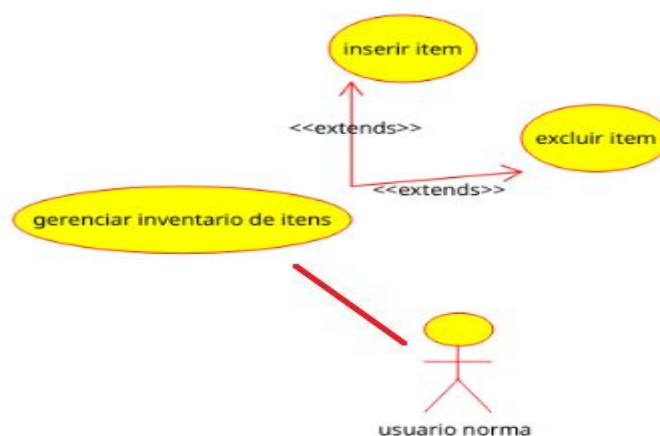 inserir item
<<extends>>
excluir item
<<extends>>
gerenciar inventario de itens
usuario norma